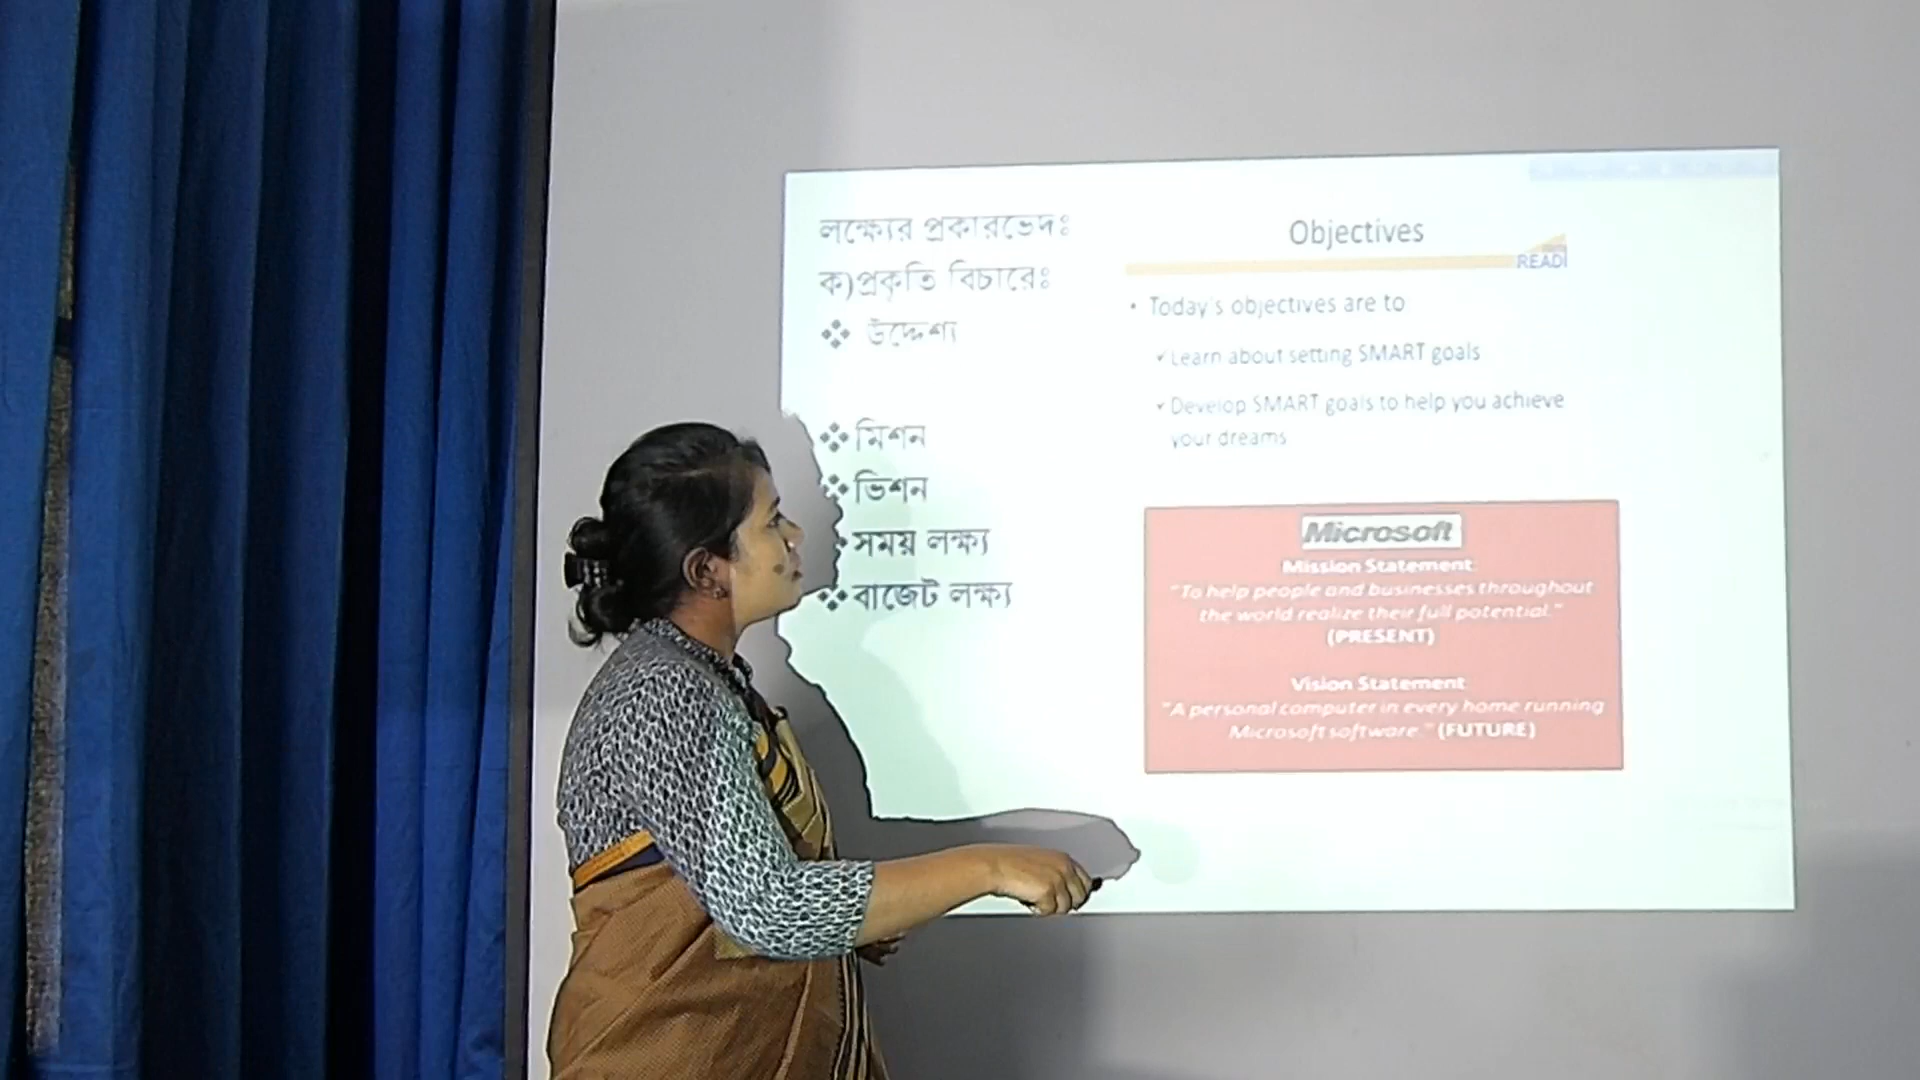 লক্ষ্যের প্রকারভেদঃ
ক)প্রকৃতি বিচারেঃ
❖ উদ্দেশ্য
❖ মিশন
❖ ভিশন
❖ সময় লক্ষ্য
❖ বাজেট লক্ষ্য
Objectives
READI
• Today's objectives are to
✓ Learn about setting SMART goals
✓ Develop SMART goals to help you achieve
your dreams
Microsoft
Mission Statement
"To help people and businesses throughout
the world realize their full potential."
(PRESENT)
Vision Statement
"A personal computer in every home running
Microsoft software." (FUTURE)